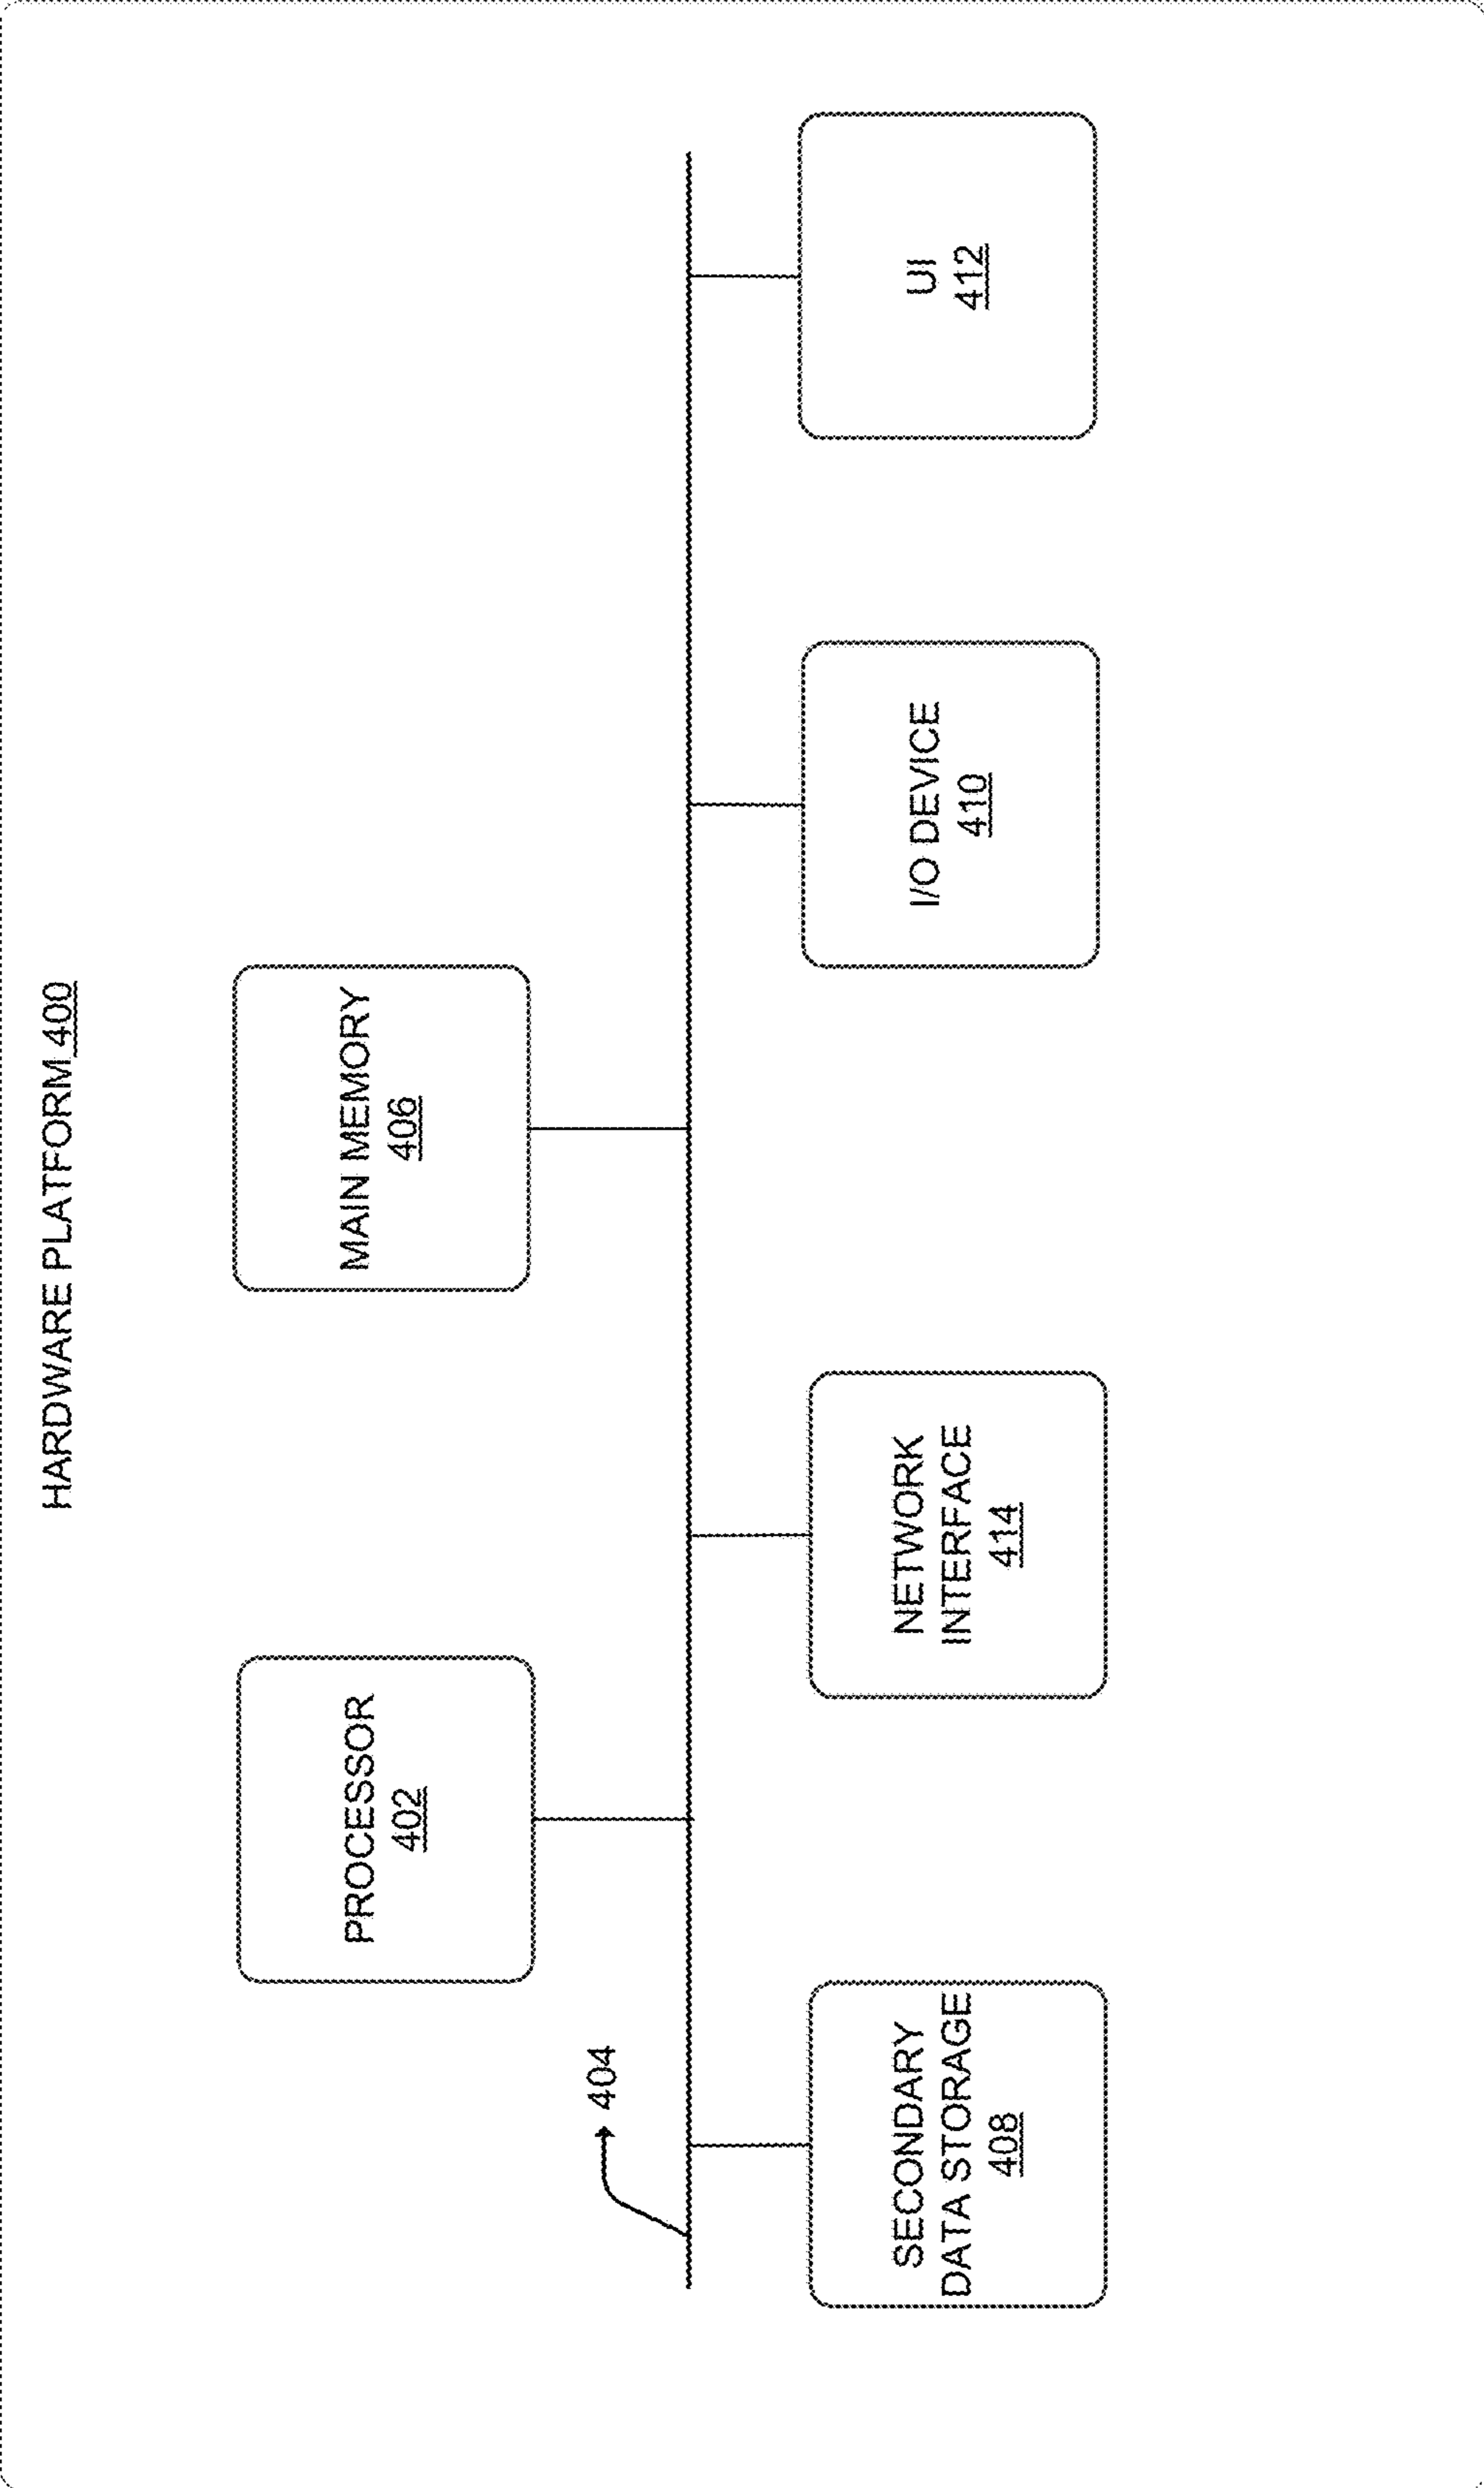 HARDWARE PLATFORM 400
PROCESSOR
402
MAIN MEMORY
406
404
SECONDARY
DATA STORAGE
408
NETWORK
INTERFACE
414
I/O DEVICE
410
UI
412